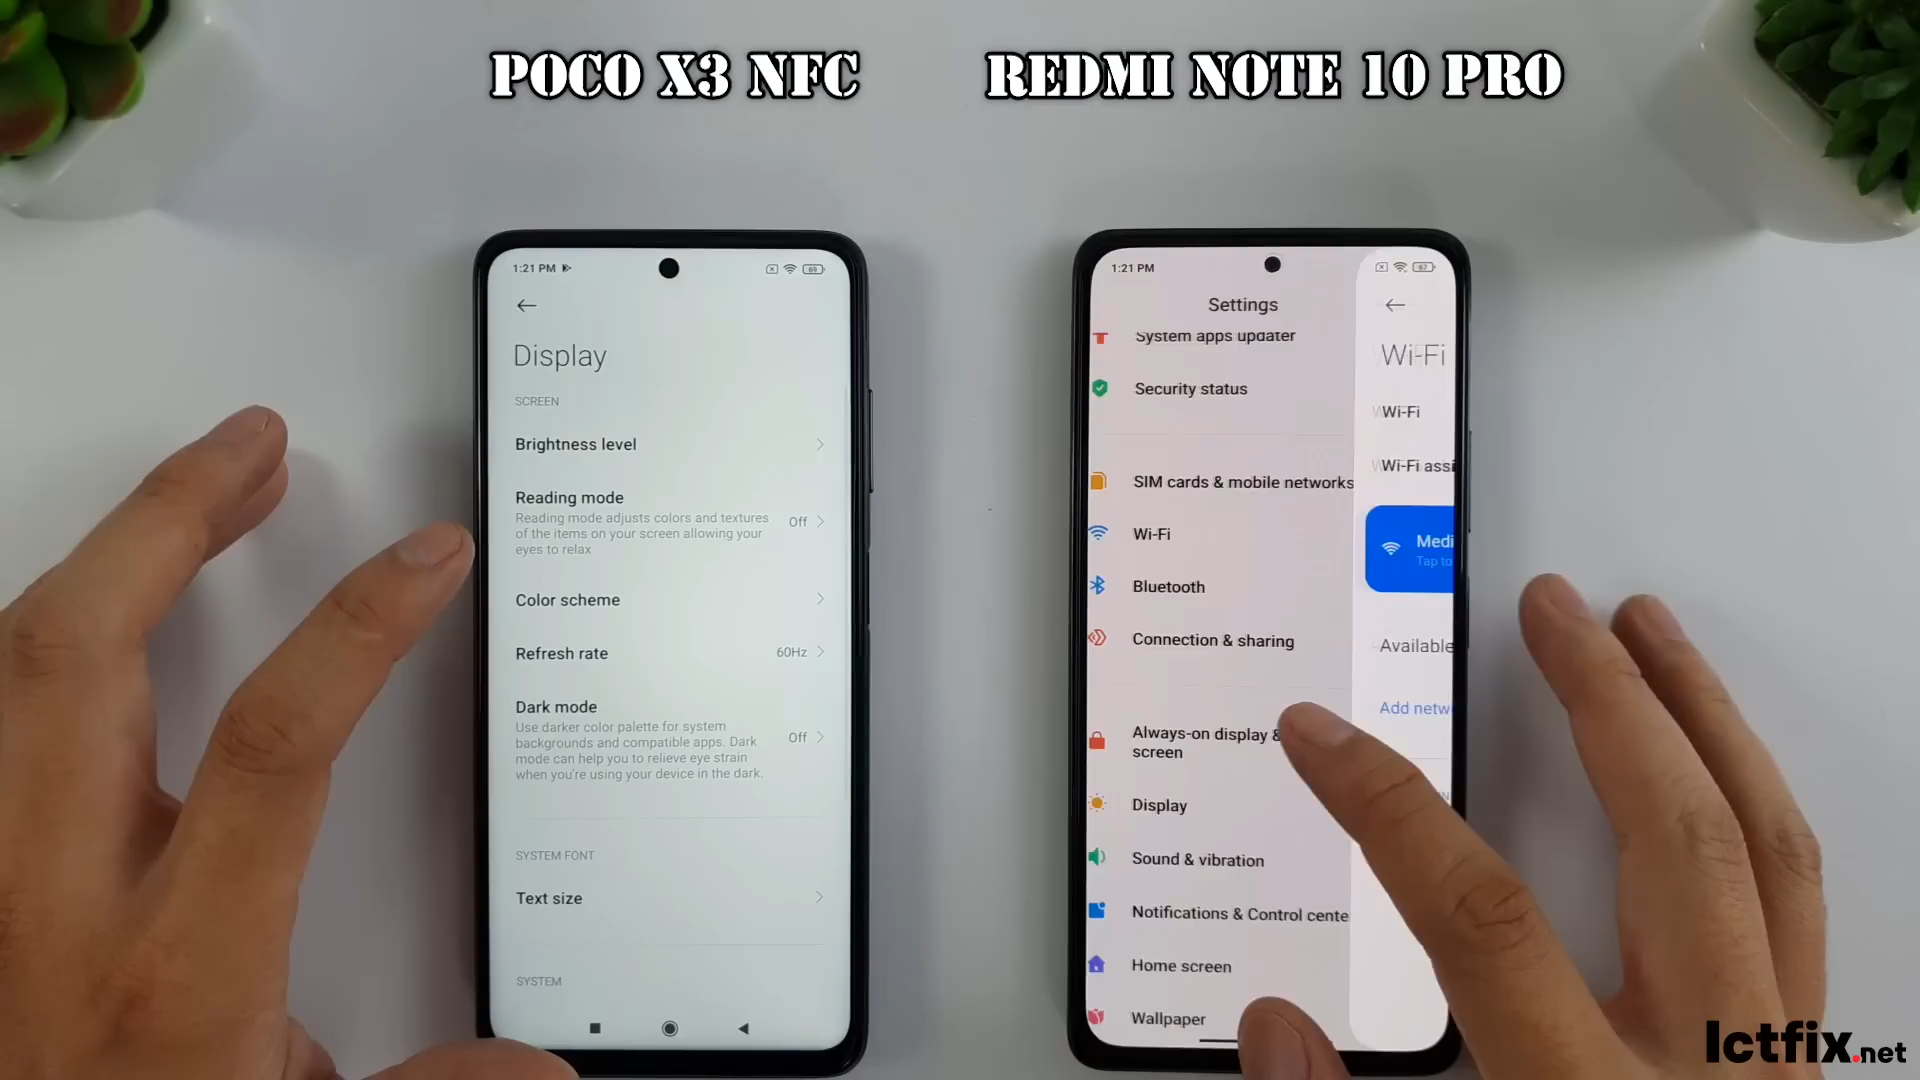 POCO X3 NFC
REDMI NOTE 10 PRO
1:21 PM
69
Display
SCREEN
Brightness level
Reading mode
Reading mode adjusts colors and textures
of the items on your screen allowing your
eyes to relax
Off
Color scheme
Refresh rate
60Hz
Dark mode
Use darker color palette for system
backgrounds and compatible apps. Dark
mode can help you to relieve eye strain
when you're using your device in the dark.
Off
SYSTEM FONT
Text size
SYSTEM
1:21 PM
67
Settings
System apps updater
Security status
SIM cards & mobile networks
Wi-Fi
Bluetooth
Connection & sharing
Always-on display &
screen
Display
Sound & vibration
Notifications & Control cente
Home screen
Wallpaper
Wi-Fi
Wi-Fi
Wi-Fi assi
Medi
Tap to
Available
Add netw
Ictfix.net